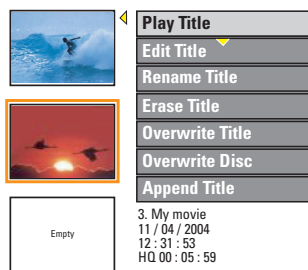 Play Title
Edit Title
Rename Title
Erase Title
Overwrite Title
Overwrite Disc
Append Title
Empty
3. My movie
11 / 04 / 2004
12 : 31 : 53
HQ 00 : 05 : 59